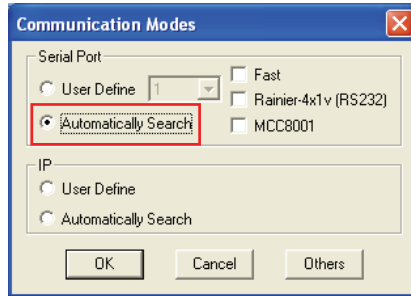 Communication Modes
Serial Port
User Define 1
Fast
Rainier-4x1v (RS232)
Automatically Search
MCC8001
IP
User Define
Automatically Search
OK Cancel Others